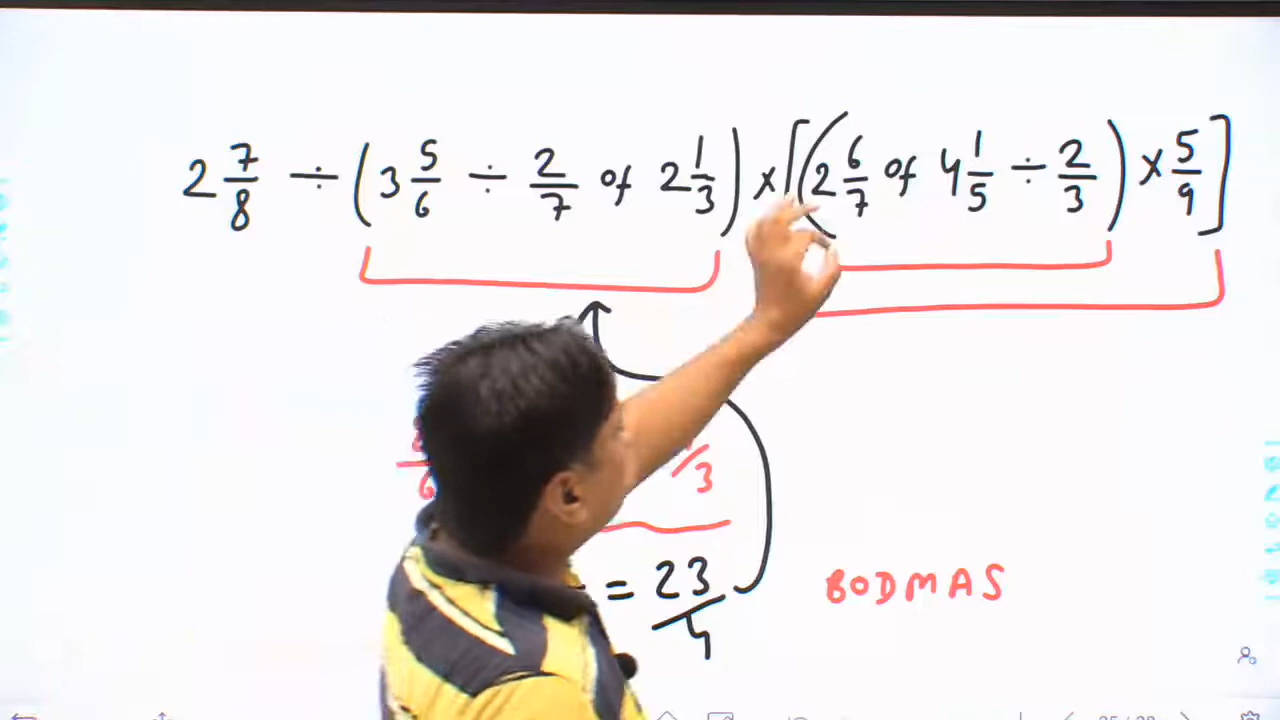 2 7/8 ÷ (3 5/6 ÷ 2/7 of 2 1/3) × [(2 6/7 of 4 1/5 ÷ 2/3) × 5/9]
/3
= 23/4
BODMAS